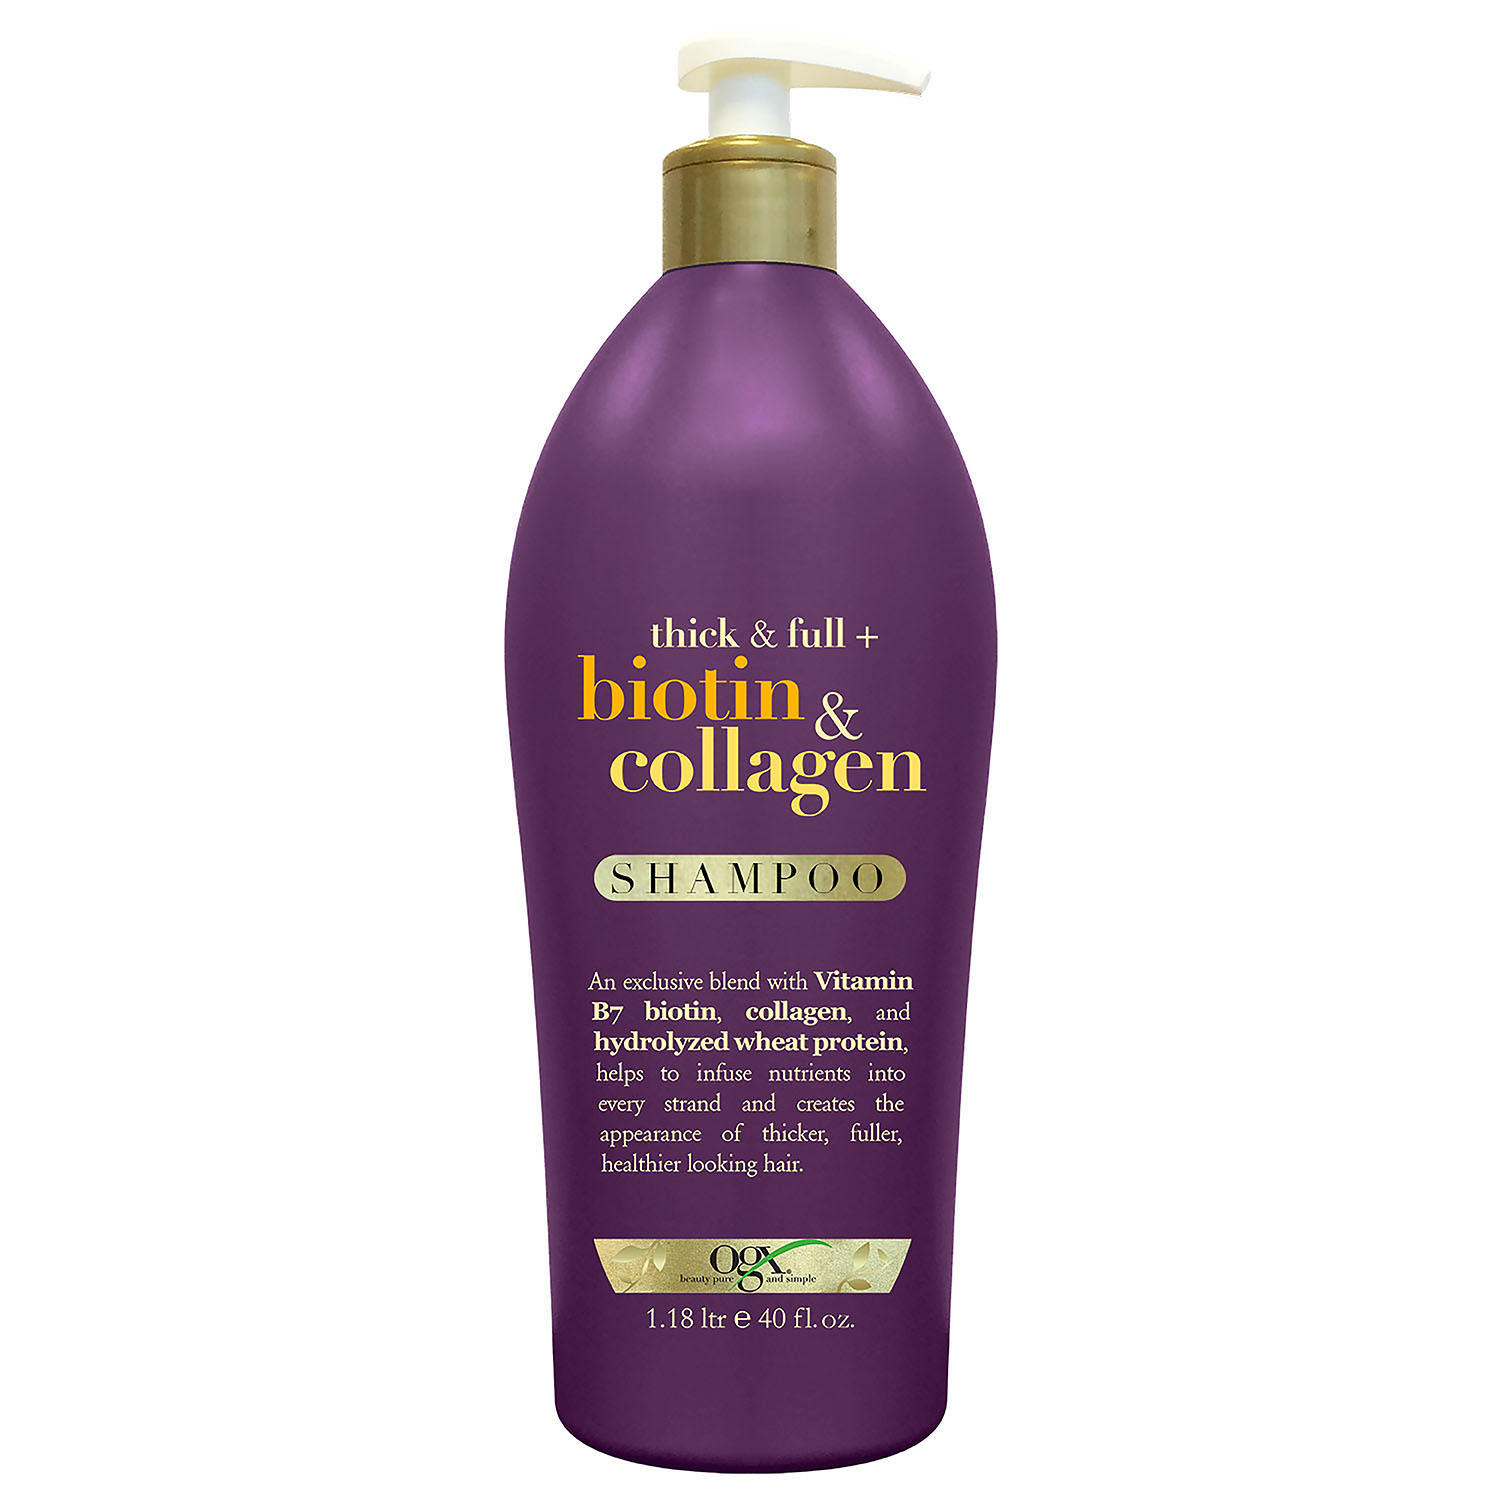 thick & full +
biotin &
collagen
SHAMPOO
An exclusive blend with Vitamin
B7 biotin, collagen, and
hydrolyzed wheat protein,
helps to infuse nutrients into
every strand and creates the
appearance of thicker, fuller,
healthier looking hair.
ogx®
beauty pure and simple
1.18 ltr ℮ 40 fl. oz.